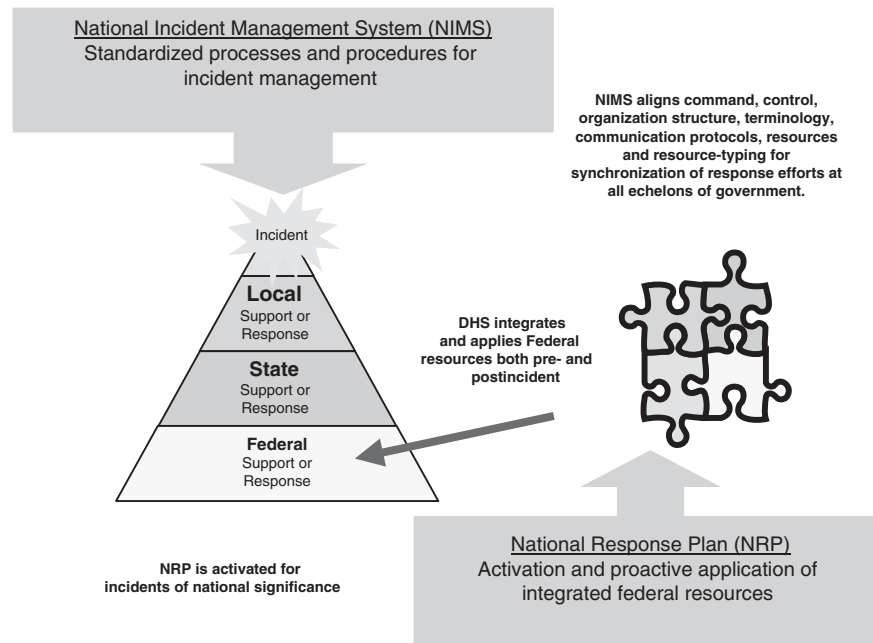 National Incident Management System (NIMS)
Standardized processes and procedures for
incident management
NIMS aligns command, control,
organization structure, terminology,
communication protocols, resources
and resource-typing for
synchronization of response efforts at
all echelons of government.
Incident
Local
Support or
Response
State
Support or
Response
Federal
Support or
Response
DHS integrates
and applies Federal
resources both pre- and
postincident
NRP is activated for
incidents of national significance
National Response Plan (NRP)
Activation and proactive application of
integrated federal resources